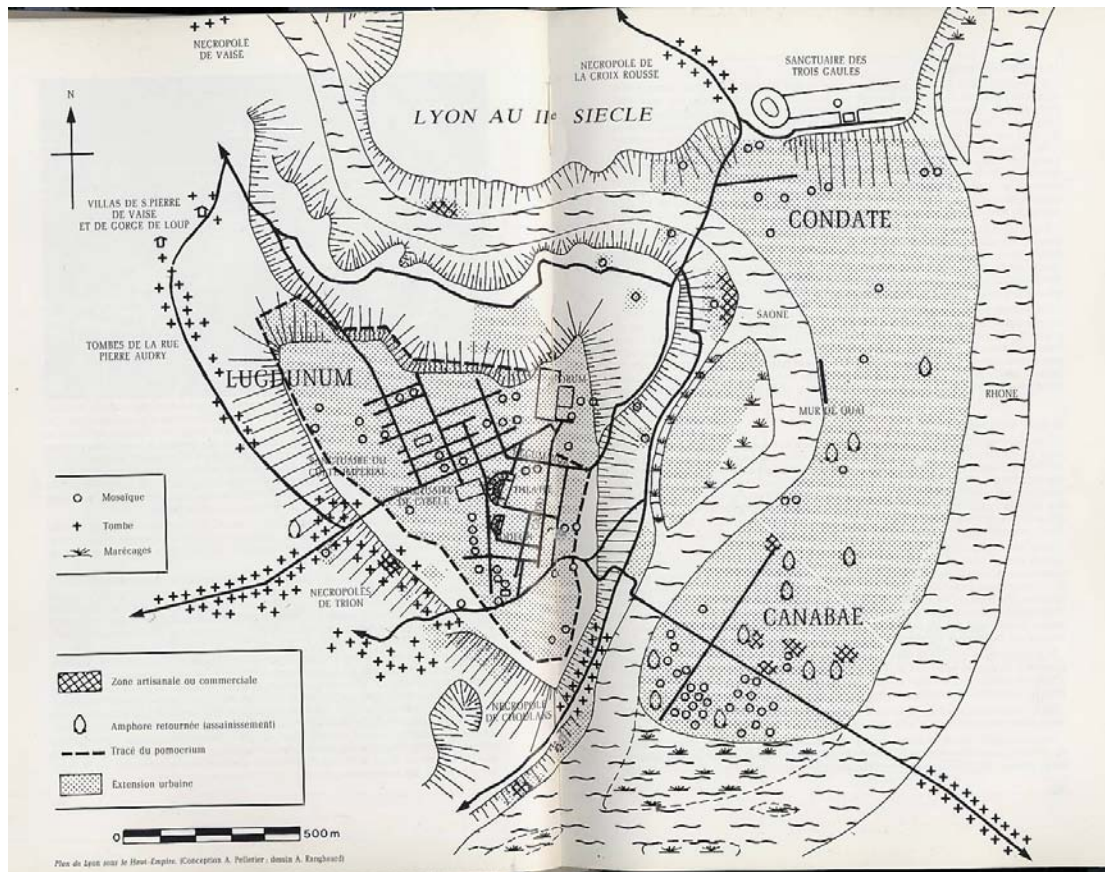 NECROPOLE
DE VAISE
NECROPOLE DE
LA CROIX ROUSSE
SANCTUAIRE DES
TROIS GAULES
N
LYON AU IIe SIECLE
VILLAS DE S.PIERRE
DE VAISE
ET DE GORGE DE LOUP
CONDATE
TOMBES DE LA RUE
PIERRE AUDRY
SAONE
LUGDUNUM
FORUM
RHONE
MUR DE QUAI
SANCTUAIRE DU
CULTE IMPERIAL
SANCTUAIRE
DE CYBELE
THEATRE
ODEON
Mosaïque
Tombe
Marécages
NECROPOLES
DE TRION
CANABAE
NECROPOLE
DE CHOULANS
Zone artisanale ou commerciale
Amphore retournée (assainissement)
Tracé du pomoerium
Extension urbaine
0 500 m
Plan de Lyon sous le Haut-Empire. (Conception A. Pelletier ; dessin A. Rangheard)